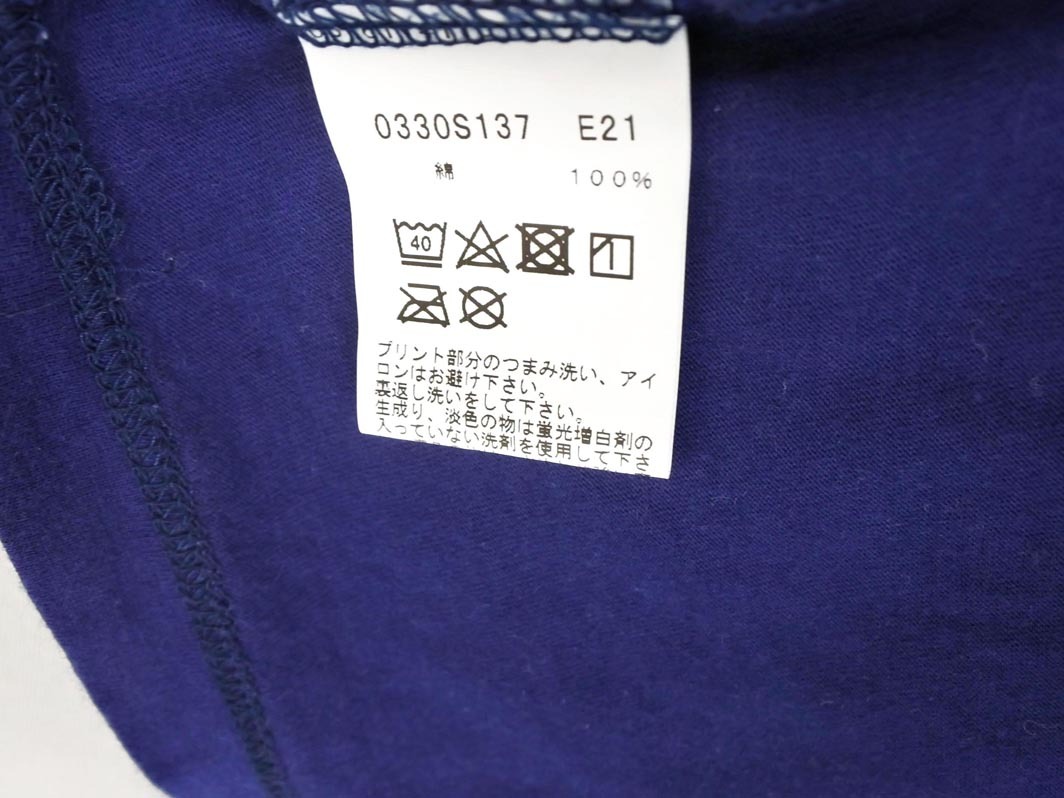 0330S137 E21
綿 100%
40
プリント部分のつまみ洗い、アイ
ロンはお避け下さい。
裏返し洗いをして下さい。
生成り、淡色の物は蛍光増白剤の
入っていない洗剤を使用して下さ